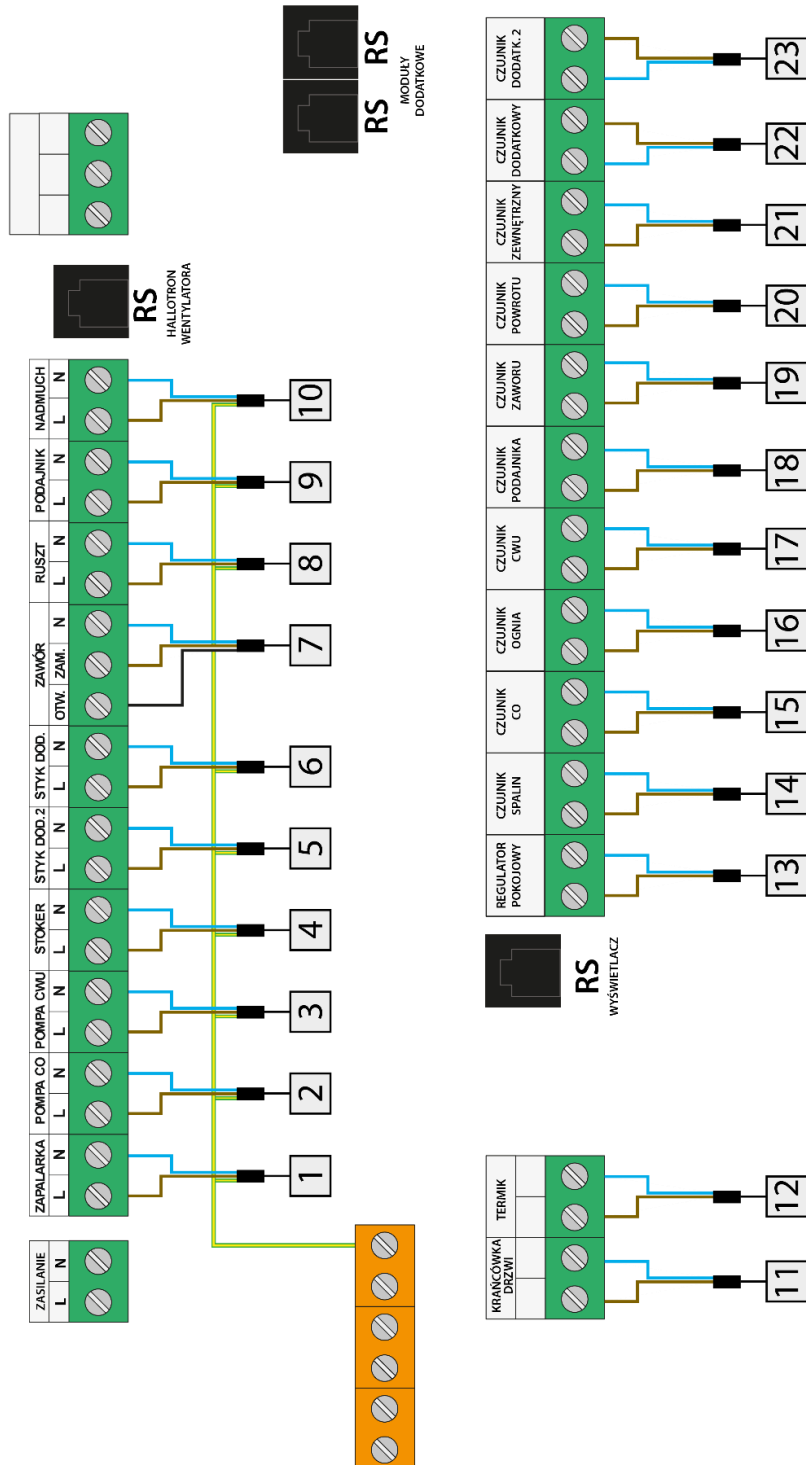 ZASILANIE
L N
ZAPALARKA
L N
POMPA CO
L N
POMPA CWU
L N
STOKER
L N
STYK DOD.2
L N
STYK DOD.
L N
ZAWÓR
OTW. ZAM. N
RUSZT
L N
PODAJNIK
L N
NADMUCH
L N
1
2
3
4
5
6
7
8
9
10
RS
HALLOTRON
WENTYLATORA
RS
RS
MODUŁY
DODATKOWE
KRAŃCÓWKA
DRZWI
TERMIK
11
12
RS
WYŚWIETLACZ
REGULATOR
POKOJOWY
CZUJNIK
SPALIN
CZUJNIK
CO
CZUJNIK
OGNIA
CZUJNIK
CWU
CZUJNIK
PODAJNIKA
CZUJNIK
ZAWORU
CZUJNIK
POWROTU
CZUJNIK
ZEWNĘTRZNY
CZUJNIK
DODATKOWY
CZUJNIK
DODATK.2
13
14
15
16
17
18
19
20
21
22
23